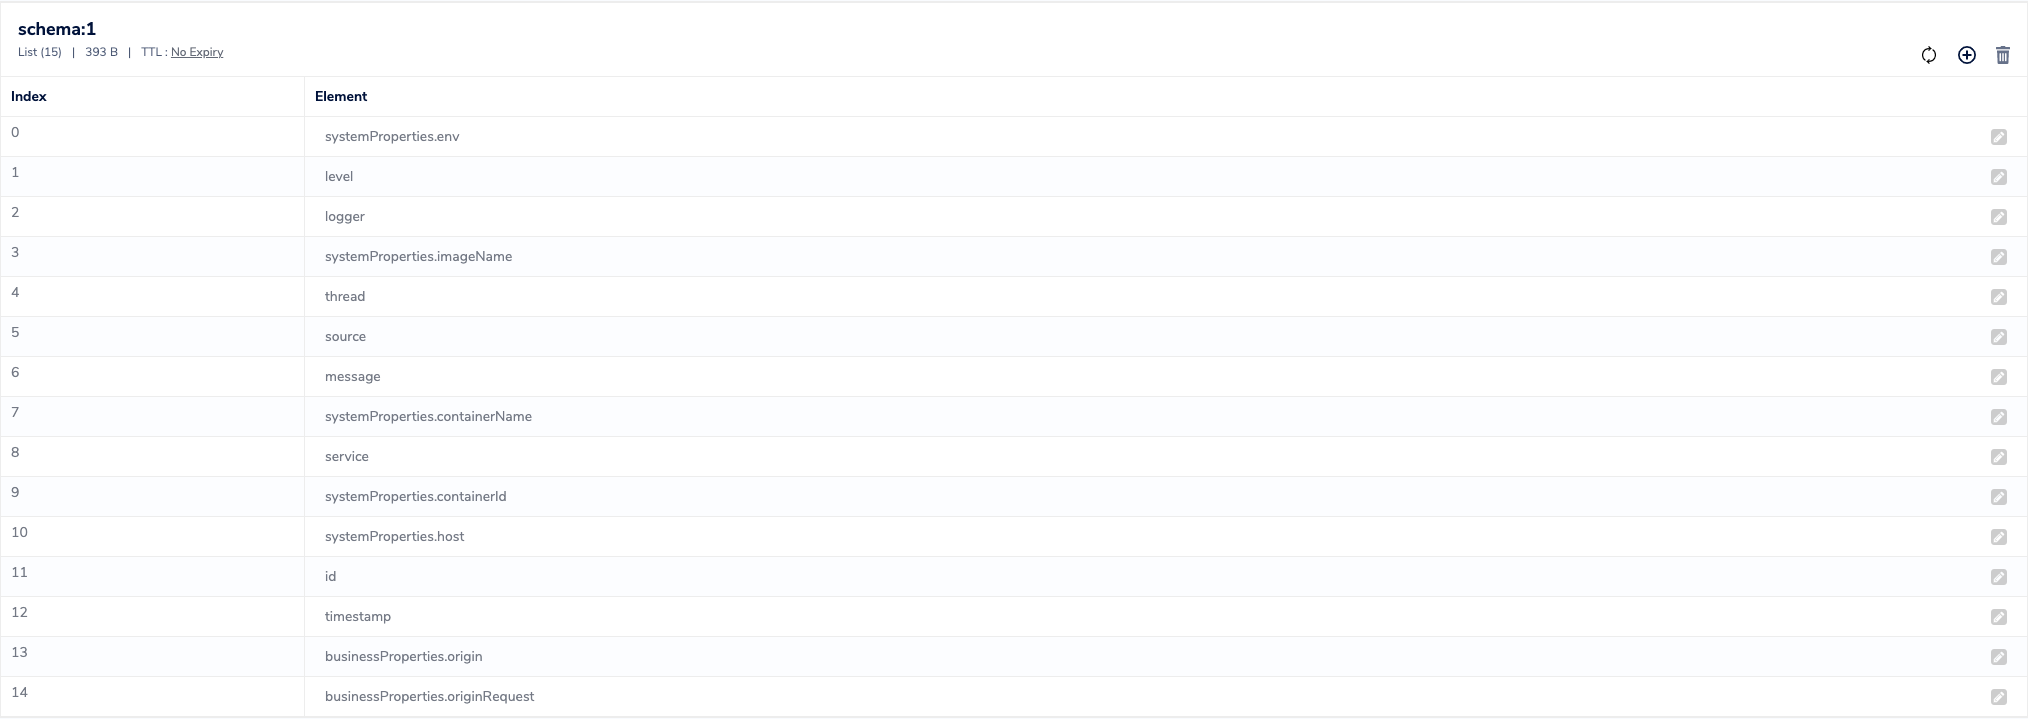 schema:1
List (15) | 393 B | TTL : No Expiry
Index Element
0 systemProperties.env
1 level
2 logger
3 systemProperties.imageName
4 thread
5 source
6 message
7 systemProperties.containerName
8 service
9 systemProperties.containerId
10 systemProperties.host
11 id
12 timestamp
13 businessProperties.origin
14 businessProperties.originRequest